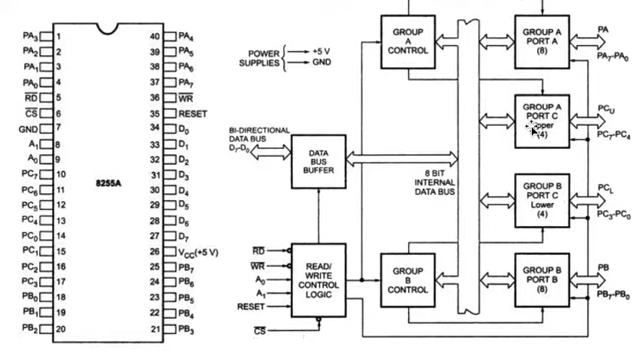 PA3 1 40 PA4
PA2 2 39 PA5
PA1 3 38 PA6
PA0 4 37 PA7
RD 5 36 WR
CS 6 35 RESET
GND 7 34 D0
A1 8 33 D1
A0 9 32 D2
PC7 10 31 D3
PC6 11 30 D4
PC5 12 29 D5
PC4 13 28 D6
PC0 14 27 D7
PC1 15 26 VCC(+5 V)
PC2 16 25 PB7
PC3 17 24 PB6
PB0 18 23 PB5
PB1 19 22 PB4
PB2 20 21 PB3
8255A
POWER
SUPPLIES
+5 V
GND
GROUP
A
CONTROL
GROUP A
PORT A
(8)
PA
PA7-PA0
GROUP A
PORT C
Upper
(4)
PCU
PC7-PC4
BI-DIRECTIONAL
DATA BUS
D7-D0
DATA
BUS
BUFFER
8 BIT
INTERNAL
DATA BUS
GROUP B
PORT C
Lower
(4)
PCL
PC3-PC0
RD
WR
A0
A1
RESET
CS
READ/
WRITE
CONTROL
LOGIC
GROUP
B
CONTROL
GROUP B
PORT B
(8)
PB
PB7-PB0